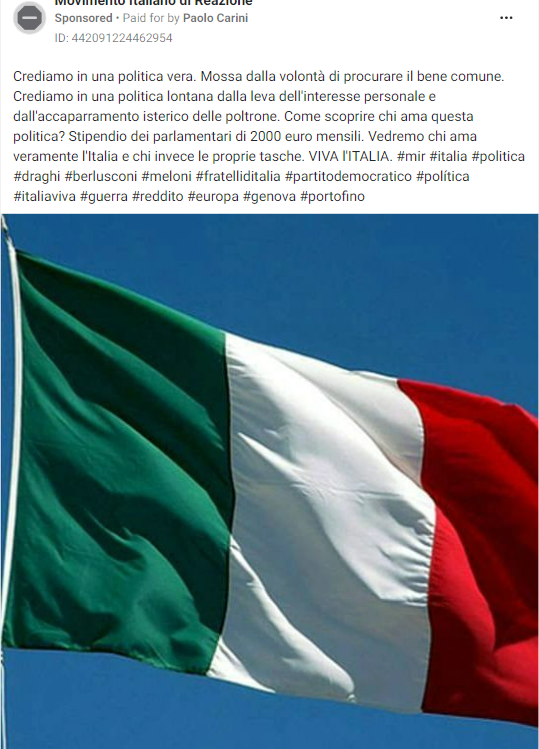 Movimento Italiano di Reazione
Sponsored • Paid for by Paolo Carini
ID: 442091224462954
Crediamo in una politica vera. Mossa dalla volontà di procurare il bene comune.
Crediamo in una politica lontana dalla leva dell'interesse personale e
dall'accaparramento isterico delle poltrone. Come scoprire chi ama questa
politica? Stipendio dei parlamentari di 2000 euro mensili. Vedremo chi ama
veramente l'Italia e chi invece le proprie tasche. VIVA l'ITALIA. #mir #italia #politica
#draghi #berlusconi #meloni #fratelliditalia #partitodemocratico #política
#italiaviva #guerra #reddito #europa #genova #portofino